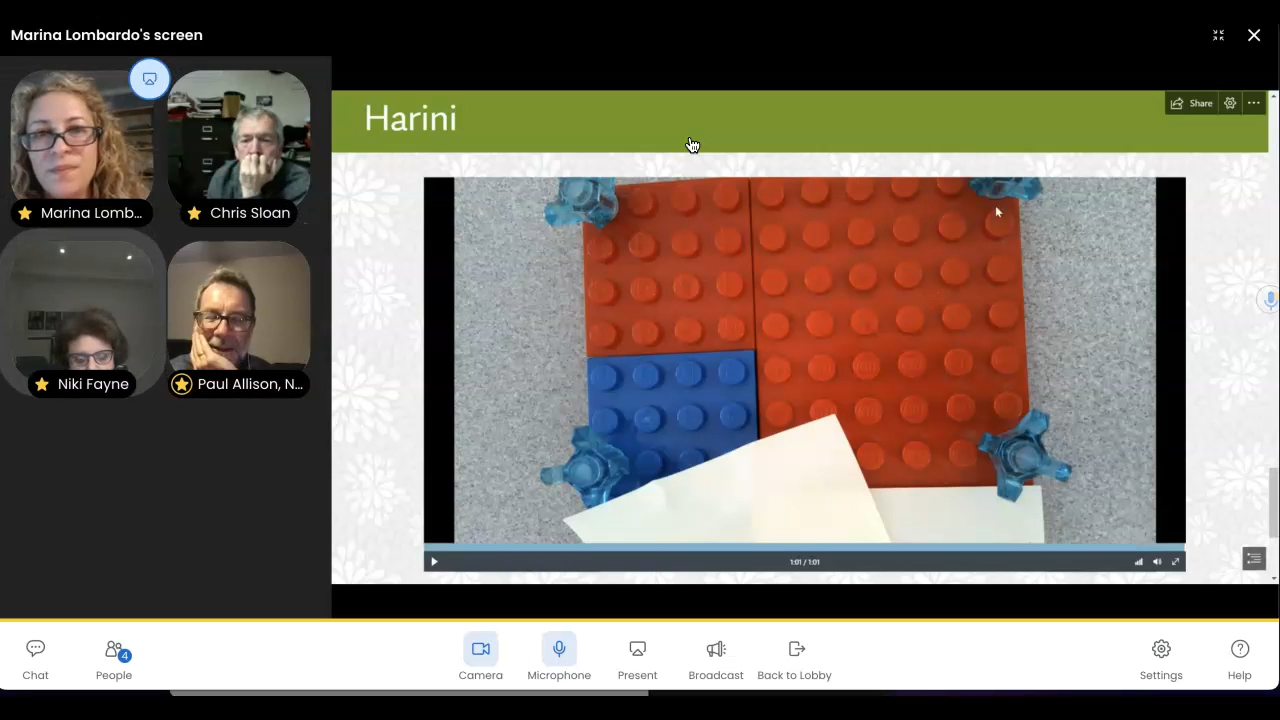 Marina Lombardo's screen
Marina Lomb...
Chris Sloan
Niki Fayne
Paul Allison, N...
Harini
Share
1:01 / 1:01
Chat
4
People
Camera
Microphone
Present
Broadcast
Back to Lobby
Settings
Help